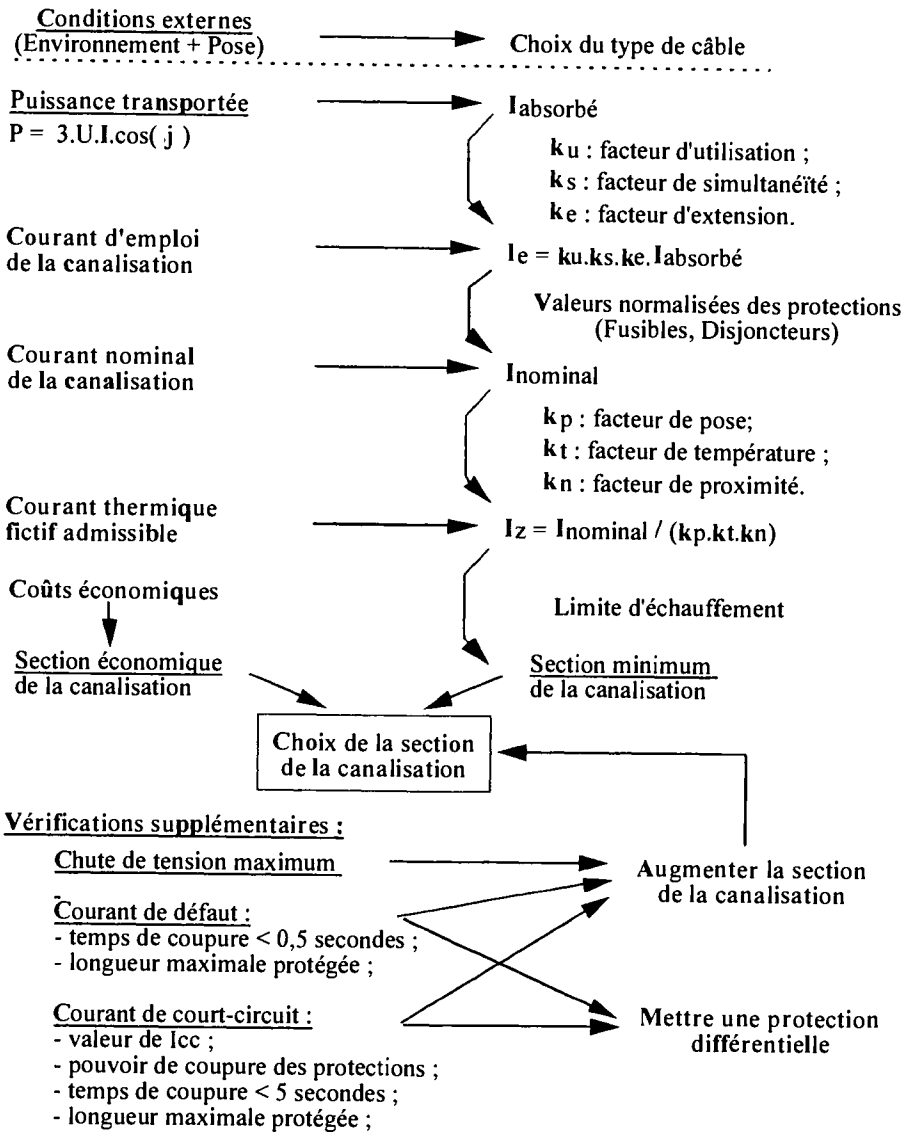 Conditions externes
(Environnement + Pose)
Choix du type de câble
Puissance transportée
P = 3.U.I.cos( j )
Iabsorbé
ku : facteur d'utilisation ;
ks : facteur de simultanéïté ;
ke : facteur d'extension.
Courant d'emploi
de la canalisation
Ie = ku.ks.ke.Iabsorbé
Valeurs normalisées des protections
(Fusibles, Disjoncteurs)
Courant nominal
de la canalisation
Inominal
kp : facteur de pose;
kt : facteur de température ;
kn : facteur de proximité.
Courant thermique
fictif admissible
Iz = Inominal / (kp.kt.kn)
Coûts économiques
Limite d'échauffement
Section économique
de la canalisation
Section minimum
de la canalisation
Choix de la section
de la canalisation
Vérifications supplémentaires :
Chute de tension maximum
Augmenter la section
de la canalisation
-
Courant de défaut :
- temps de coupure < 0,5 secondes ;
- longueur maximale protégée ;
Courant de court-circuit :
- valeur de Icc ;
- pouvoir de coupure des protections ;
- temps de coupure < 5 secondes ;
- longueur maximale protégée ;
Mettre une protection
différentielle